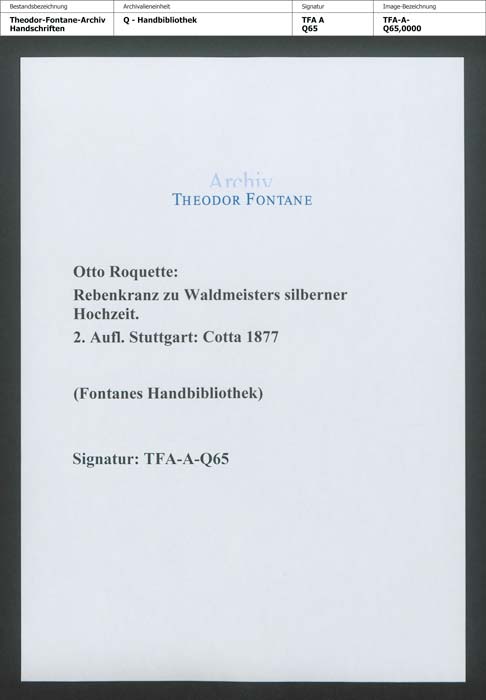 Bestandsbezeichnung Archivalieneinheit Signatur Image-Bezeichnung
Theodor-Fontane-Archiv Q - Handbibliothek TFA A TFA-A-
Handschriften Q65 Q65,0000
Archiv
THEODOR FONTANE
Otto Roquette:
Rebenkranz zu Waldmeisters silberner
Hochzeit.
2. Aufl. Stuttgart: Cotta 1877
(Fontanes Handbibliothek)
Signatur: TFA-A-Q65